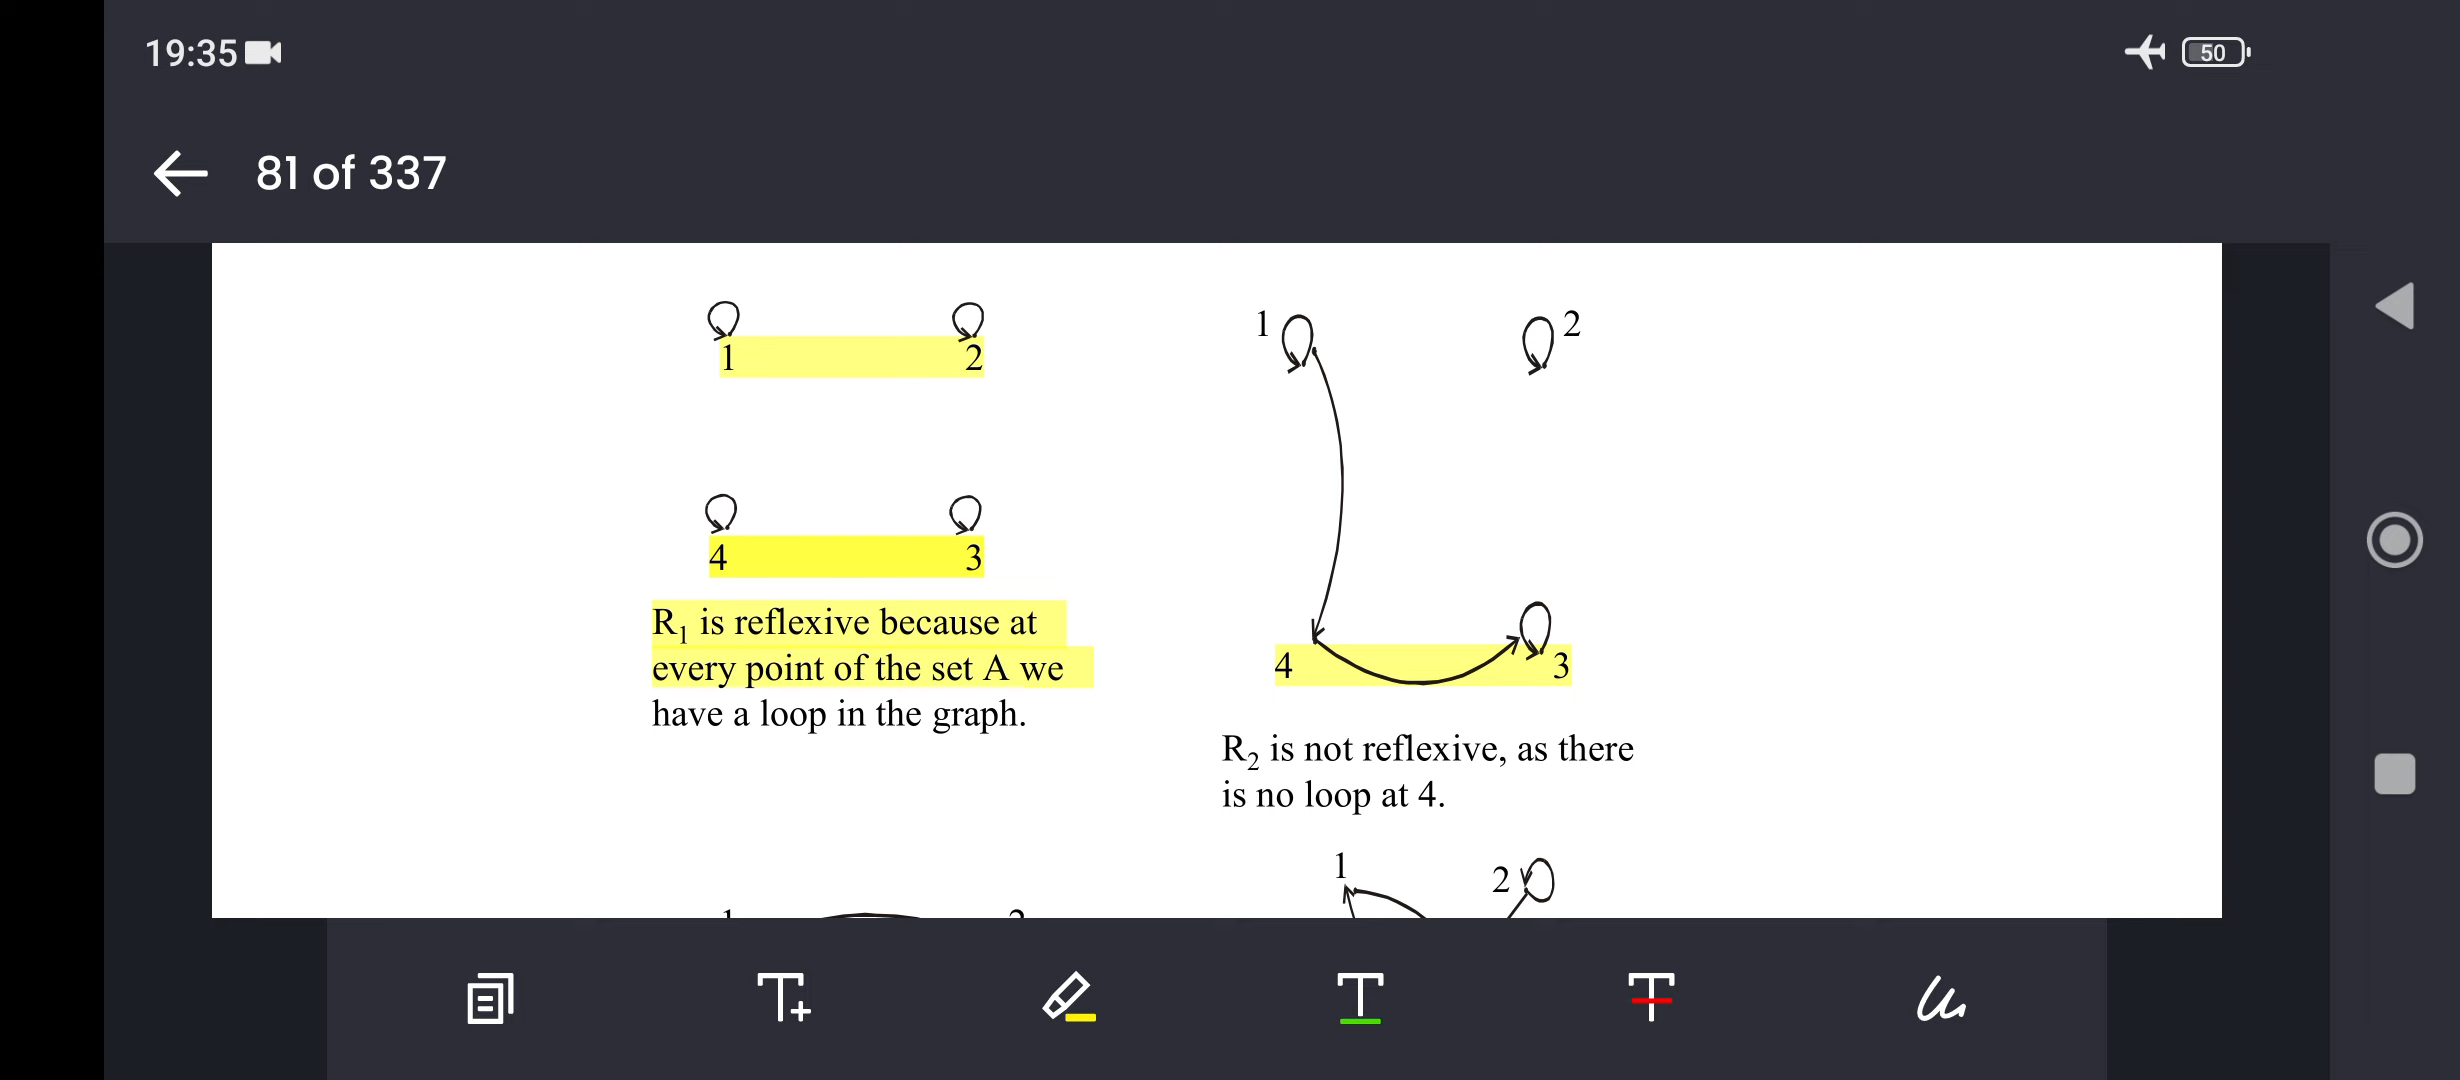 19:35
50
81 of 337
1 2
4 3
R1 is reflexive because at
every point of the set A we
have a loop in the graph.
1 2
4 3
R2 is not reflexive, as there
is no loop at 4.
1 2